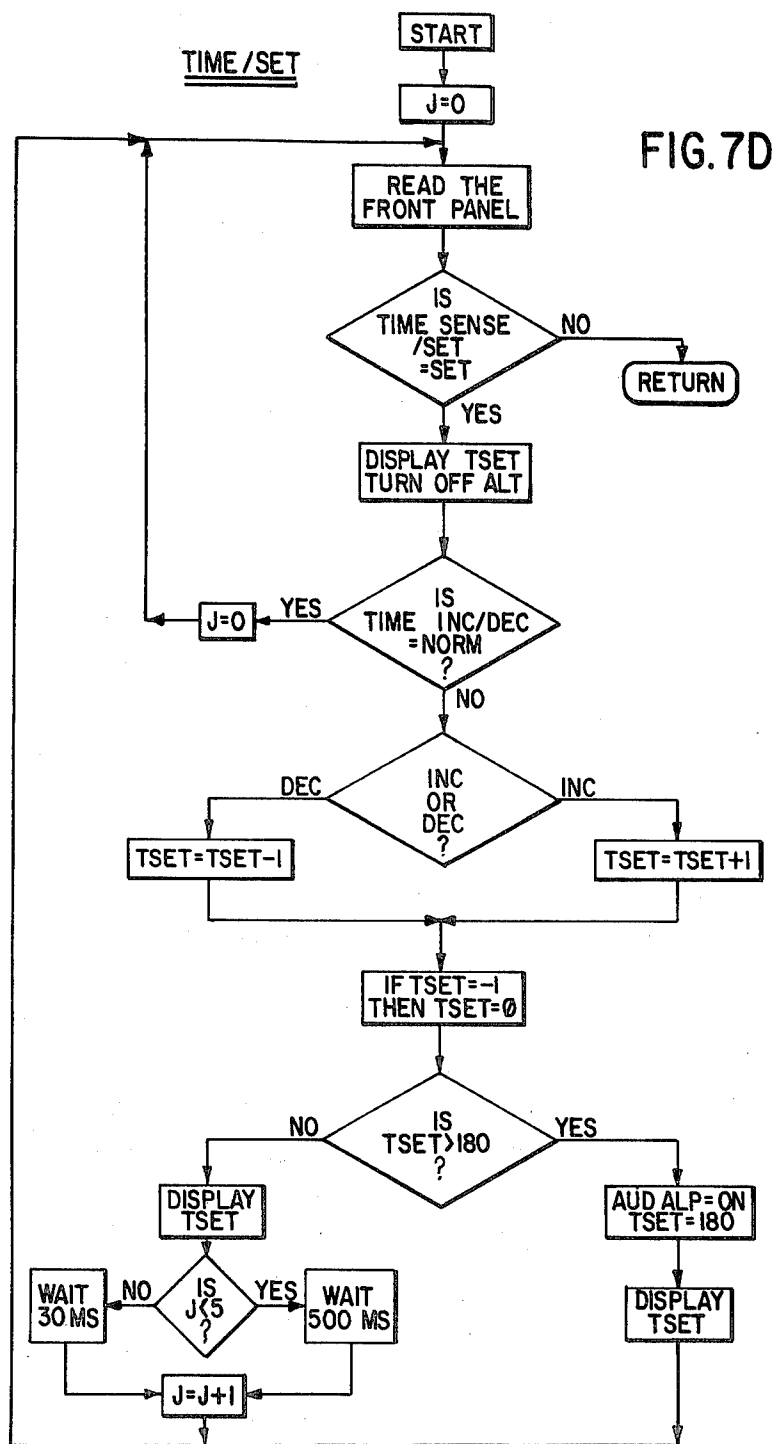 START
TIME/SET
J=0
FIG.7D
READ THE
FRONT PANEL
IS
TIME SENSE
/SET
=SET
NO
RETURN
YES
DISPLAY TSET
TURN OFF ALT
IS
TIME INC/DEC
=NORM
?
YES
J=0
NO
INC
OR
DEC
?
DEC
INC
TSET=TSET-1
TSET=TSET+1
IF TSET=-1
THEN TSET=Ø
IS
TSET>180
?
NO
YES
DISPLAY
TSET
AUD ALP=ON
TSET=180
IS
J<5
?
NO
YES
WAIT
30 MS
WAIT
500 MS
DISPLAY
TSET
J=J+1